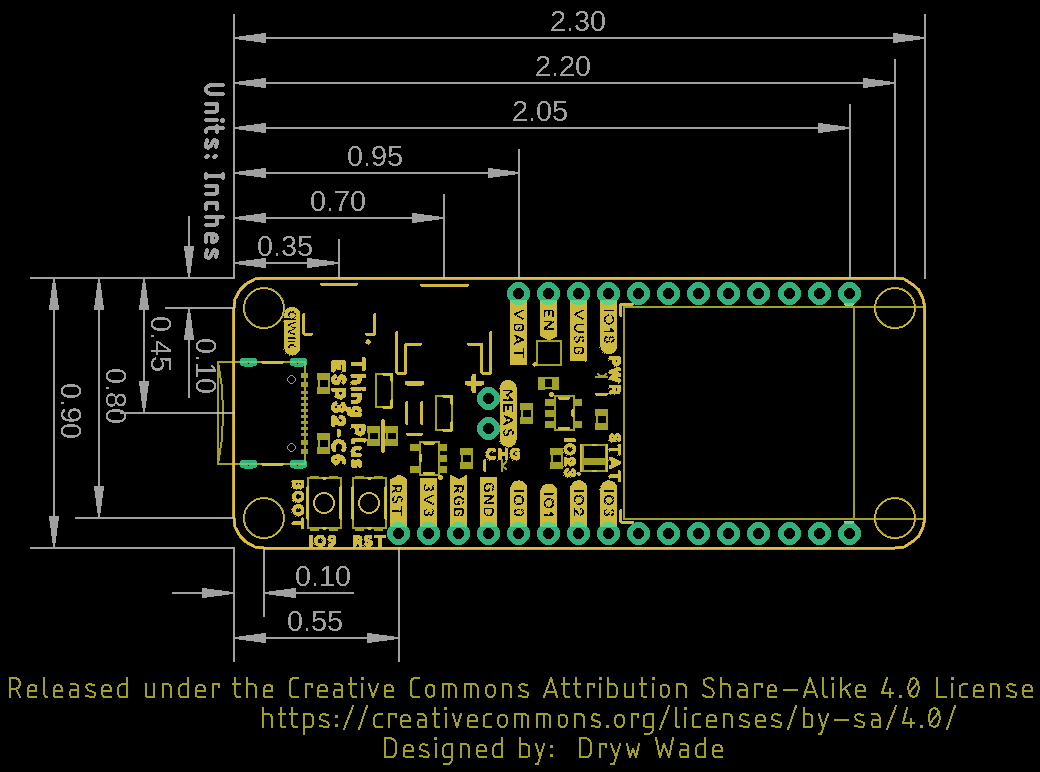 2.30
2.20
2.05
0.95
0.70
0.35
Units: Inches
0.45
0.10
0.80
0.90
VBAT
EN
VUSB
PWR
Thing Plus
ESP32-C6
MEAS
CHG
IO23
STAT
BOOT
RST
3V3
RGB
GND
IO0
IO1
IO2
IO3
IO9
RST
0.10
0.55
Released under the Creative Commons Attribution Share-Alike 4.0 License
https://creativecommons.org/licenses/by-sa/4.0/
Designed by: Dryw Wade